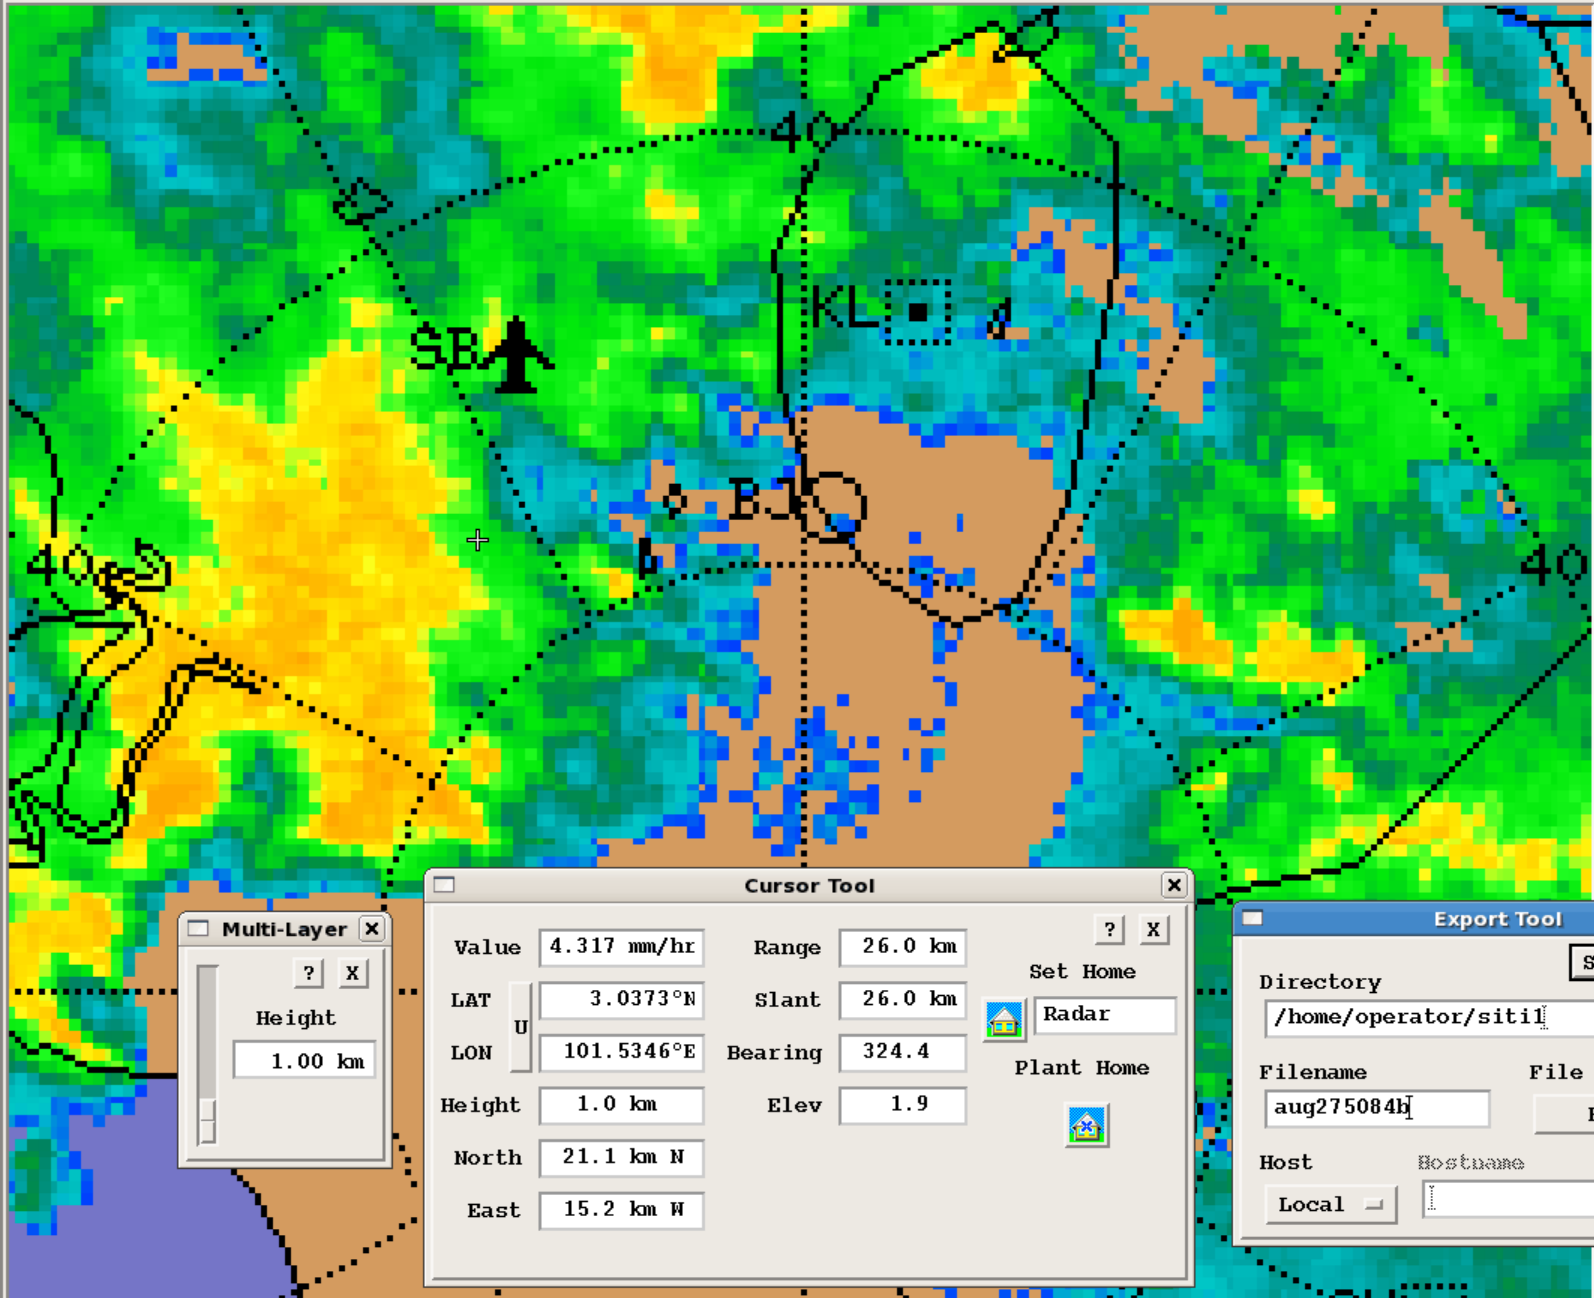 40
KL
SB
BJ
40
40
Cursor Tool
Value 4.317 mm/hr
LAT 3.0373°N
U
LON 101.5346°E
Height 1.0 km
North 21.1 km N
East 15.2 km W
Range 26.0 km
Slant 26.0 km
Bearing 324.4
Elev 1.9
? X
Set Home
Radar
Plant Home
Multi-Layer
? X
Height
1.00 km
Export Tool
S
Directory
/home/operator/siti1
Filename File
aug275084b
Host Hostname
Local